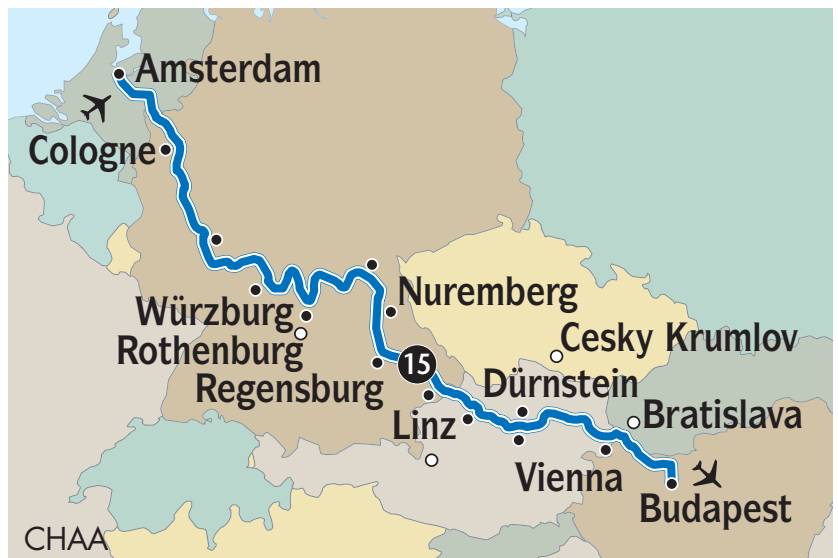 Amsterdam
Cologne
Nuremberg
Würzburg
Rothenburg
Cesky Krumlov
15
Regensburg
Dürnstein
Linz
Bratislava
Vienna
Budapest
CHAA